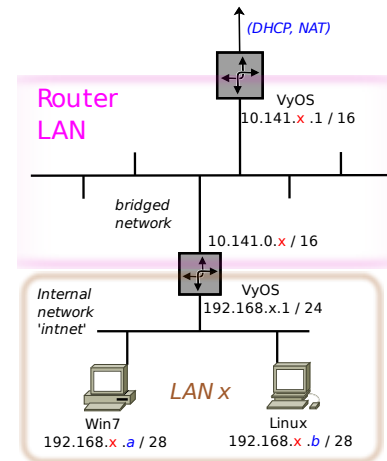 (DHCP, NAT)
Router
LAN
VyOS
10.141.x .1 / 16
bridged
network
10.141.0.x / 16
VyOS
192.168.x.1 / 24
Internal
network
'intnet'
LAN x
Win7
192.168.x .a / 28
Linux
192.168.x .b / 28